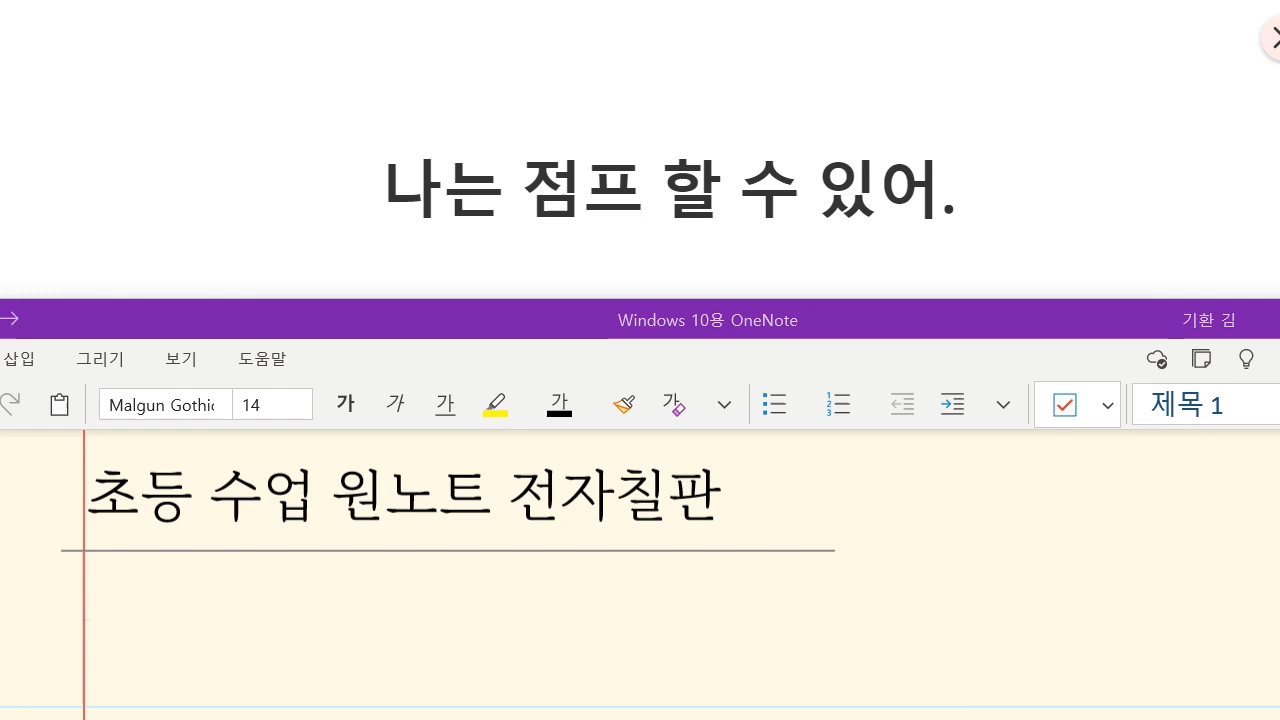 나는 점프 할 수 있어.
Windows 10용 OneNote 기환 김
삽입 그리기 보기 도움말
Malgun Gothi 14 가 가 가 가 가 제목 1
초등 수업 원노트 전자칠판